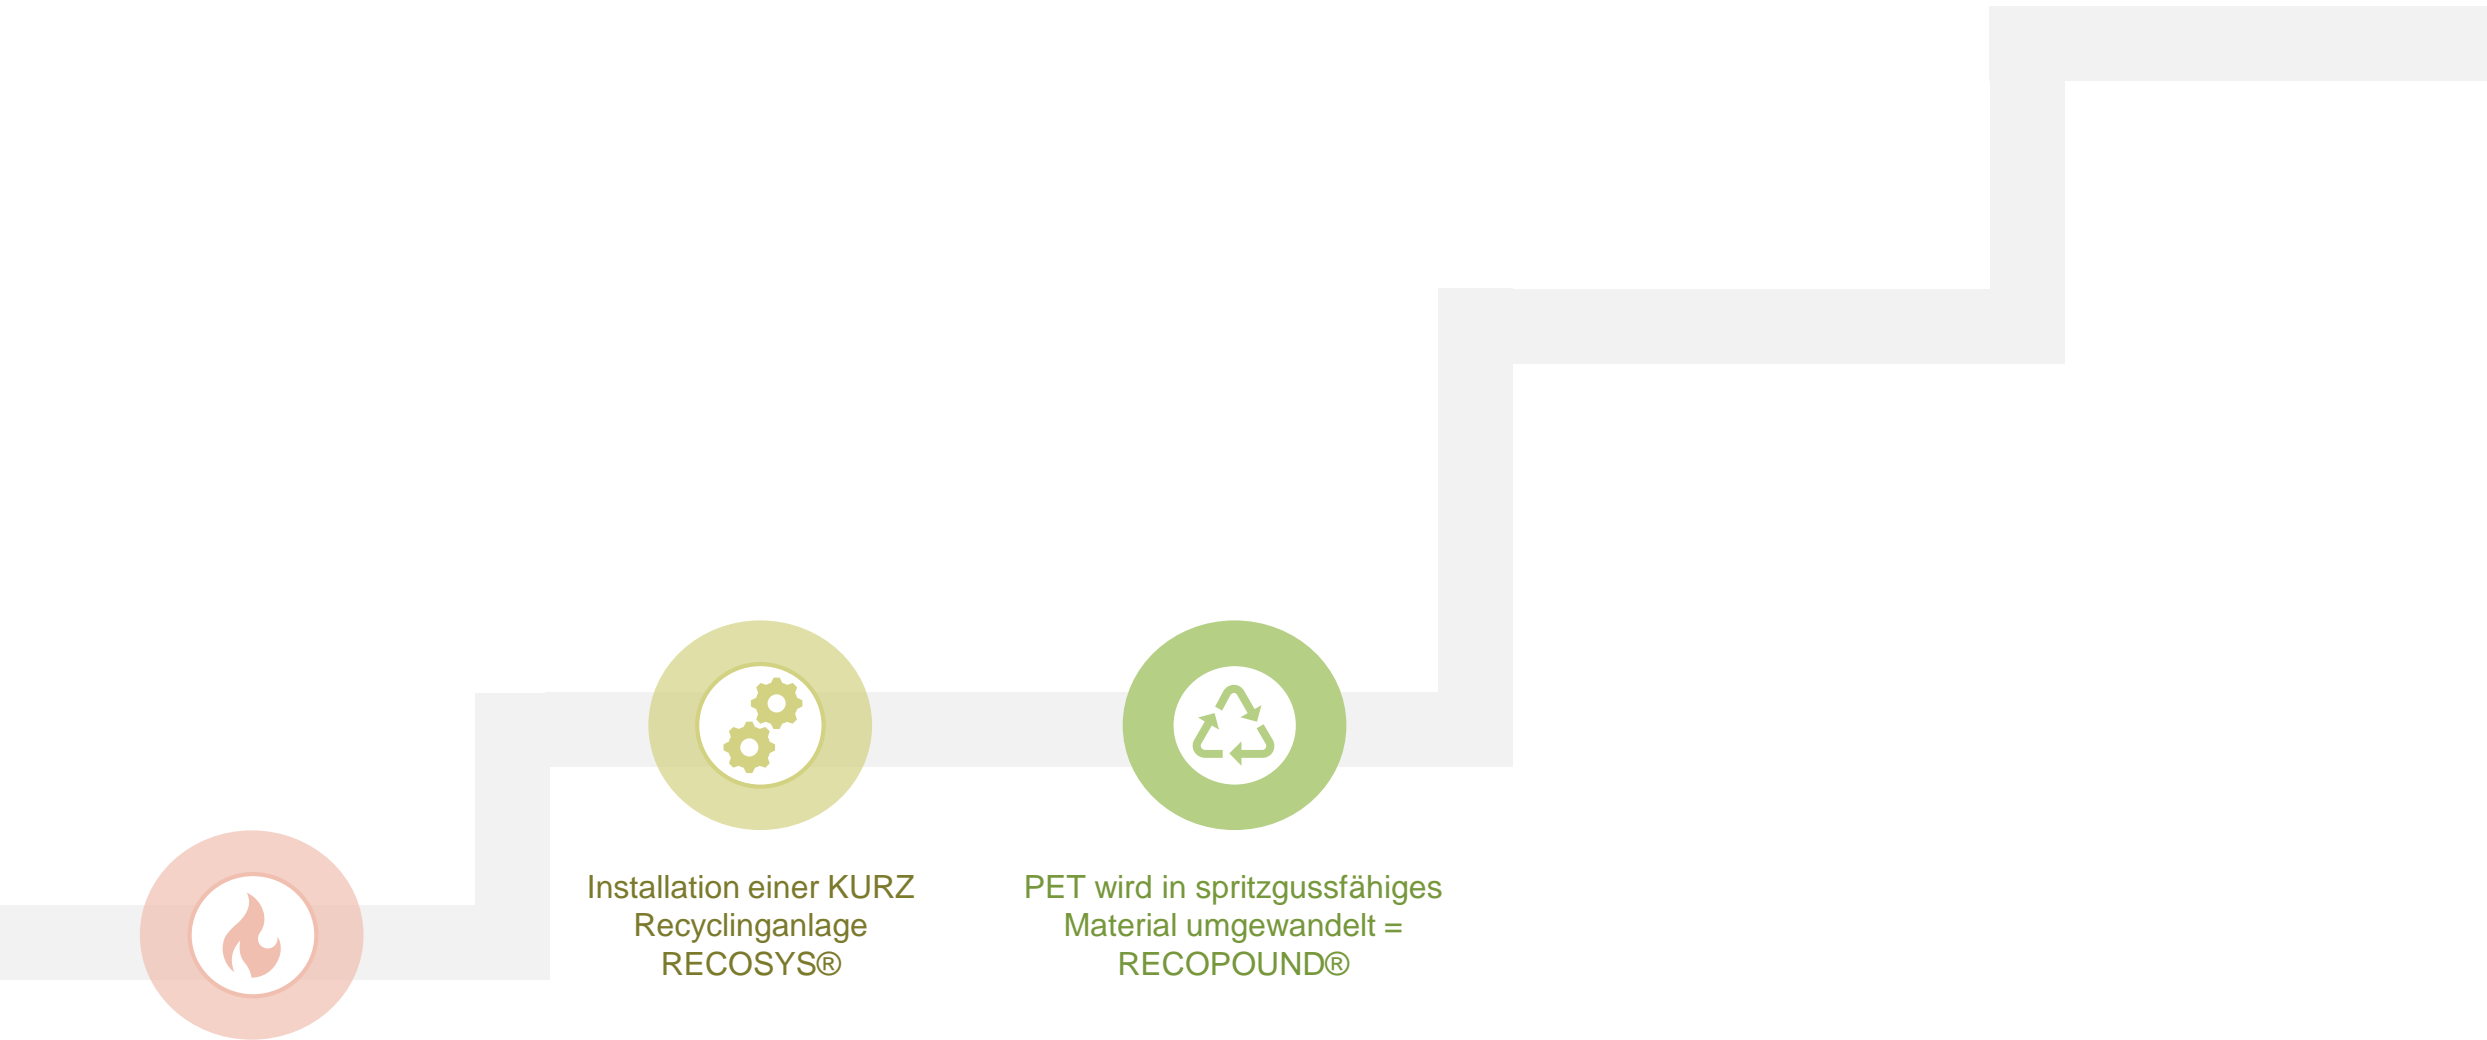 Installation einer KURZ
Recyclinganlage
RECOSYS®
PET wird in spritzgussfähiges
Material umgewandelt =
RECOPOUND®